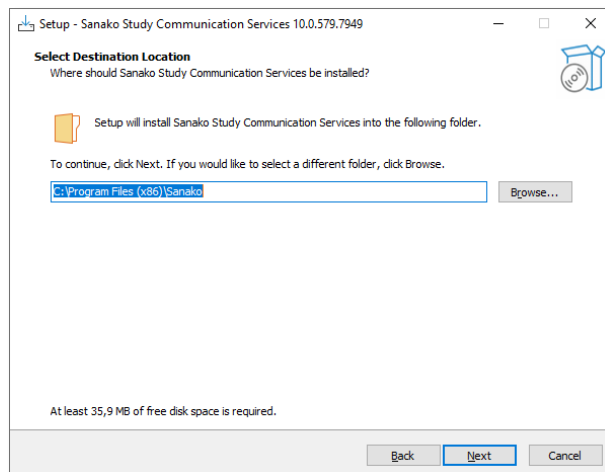 Setup - Sanako Study Communication Services 10.0.579.7949
Select Destination Location
Where should Sanako Study Communication Services be installed?
Setup will install Sanako Study Communication Services into the following folder.
To continue, click Next. If you would like to select a different folder, click Browse.
C:\Program Files (x86)\Sanako
Browse...
At least 35,9 MB of free disk space is required.
Back Next Cancel